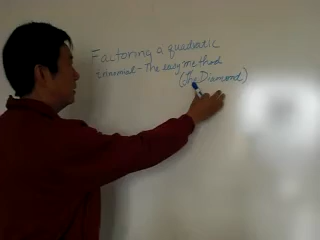 Factoring a quadratic
trinomial - The easy method
(The Diamond)